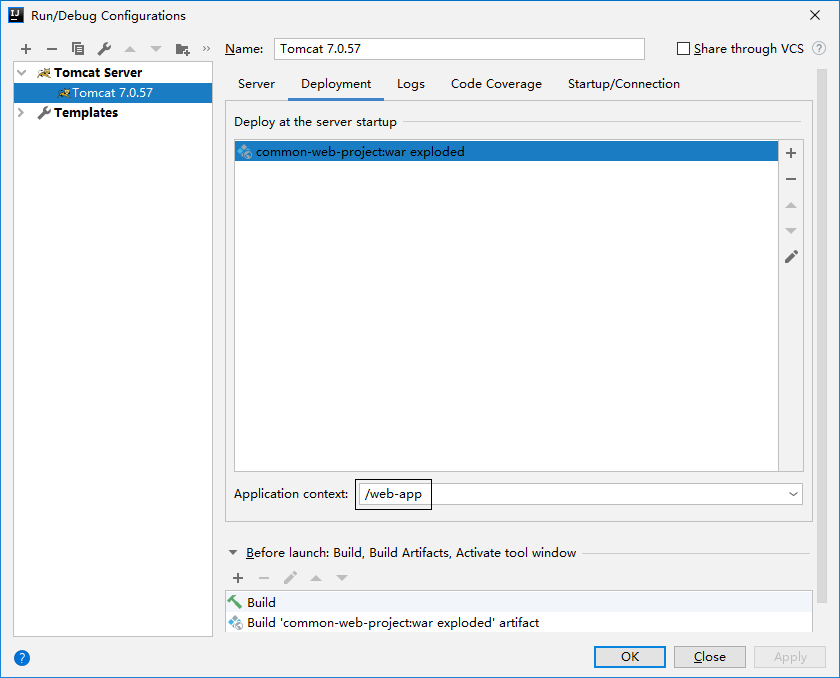 Run/Debug Configurations
Name: Tomcat 7.0.57 Share through VCS ?
Tomcat Server
Tomcat 7.0.57
Templates
Server Deployment Logs Code Coverage Startup/Connection
Deploy at the server startup
common-web-project:war exploded
Application context: /web-app
Before launch: Build, Build Artifacts, Activate tool window
Build
Build 'common-web-project:war exploded' artifact
? OK Close Apply